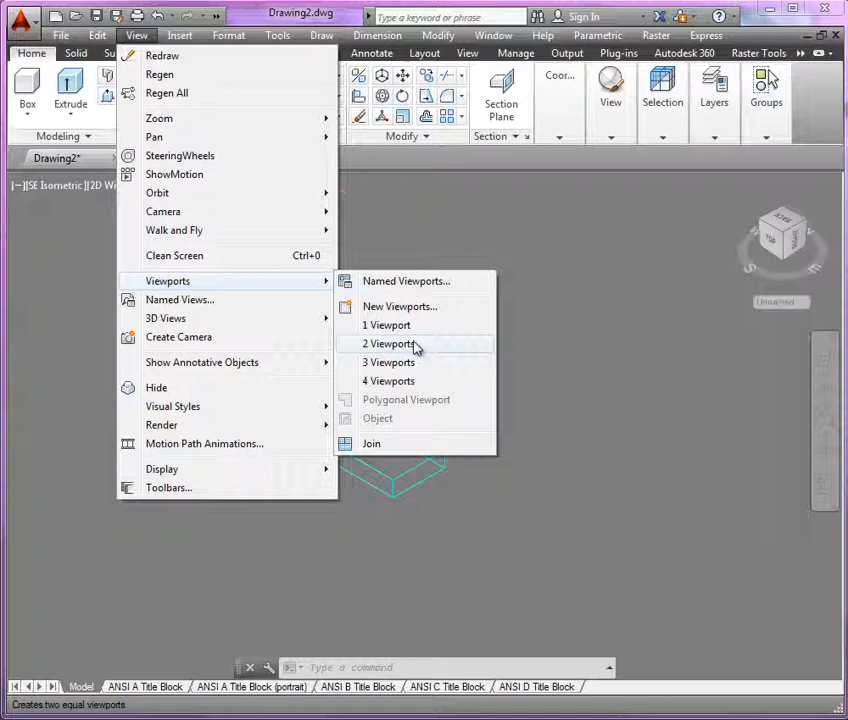 Drawing2.dwg
Type a keyword or phrase
Sign In
File Edit View Insert Format Tools Draw Dimension Modify Window Help Parametric Raster Express
Home Solid Su Annotate Layout View Manage Output Plug-ins Autodesk 360 Raster Tools
Box
Extrude
Section
Plane
Coor...
View
Selection
Layers
Groups
Modeling
Modify
Section
Drawing2*
[−][SE Isometric][2D Wi
Redraw
Regen
Regen All
Zoom
Pan
SteeringWheels
ShowMotion
Orbit
Camera
Walk and Fly
Clean Screen Ctrl+0
Viewports
Named Views...
3D Views
Create Camera
Show Annotative Objects
Hide
Visual Styles
Render
Motion Path Animations...
Display
Toolbars...
Named Viewports...
New Viewports...
1 Viewport
2 Viewports
3 Viewports
4 Viewports
Polygonal Viewport
Object
Join
TOP
S
E
Unnamed
Type a command
Model ANSI A Title Block ANSI A Title Block (portrait) ANSI B Title Block ANSI C Title Block ANSI D Title Block
Creates two equal viewports